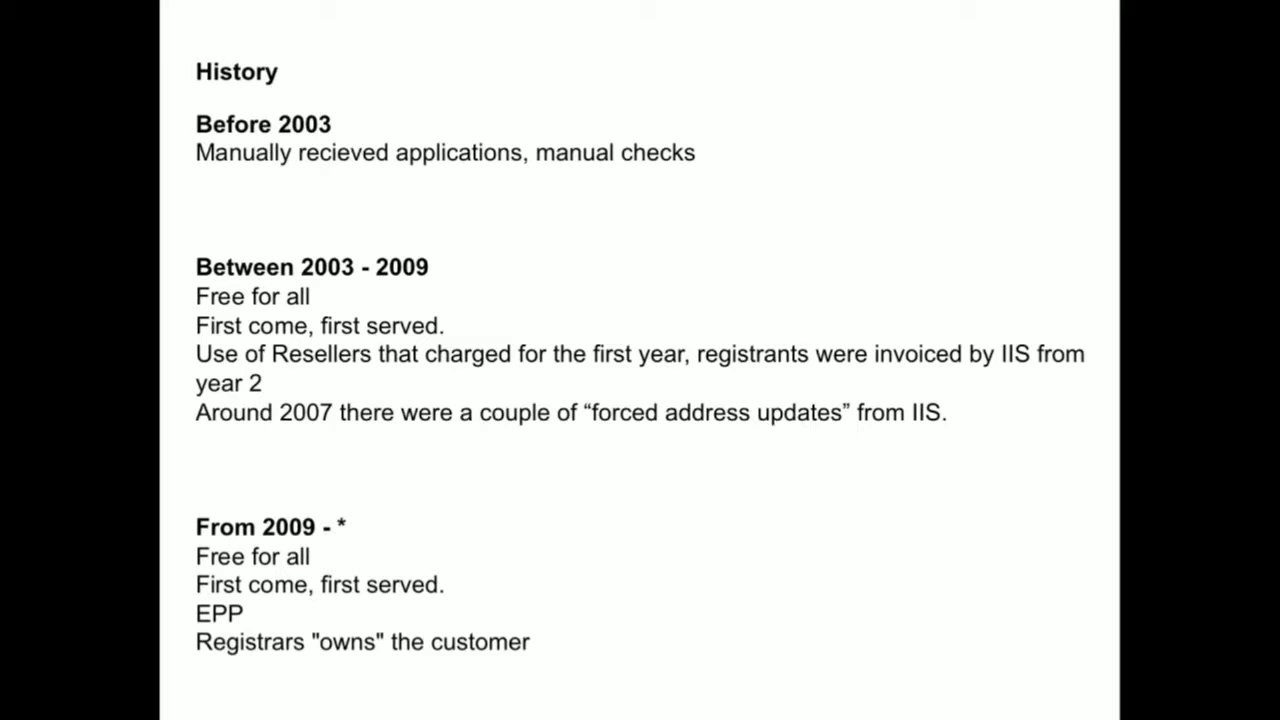 History
Before 2003
Manually recieved applications, manual checks
Between 2003 - 2009
Free for all
First come, first served.
Use of Resellers that charged for the first year, registrants were invoiced by IIS from
year 2
Around 2007 there were a couple of “forced address updates” from IIS.
From 2009 - *
Free for all
First come, first served.
EPP
Registrars "owns" the customer